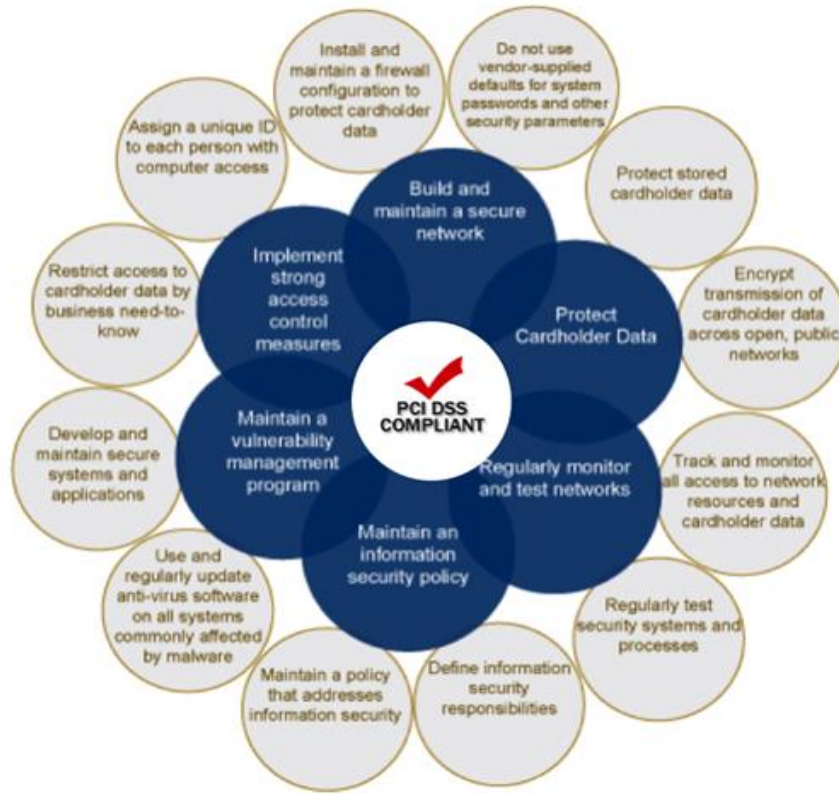 Install and
maintain a firewall
configuration to
protect cardholder
data
Do not use
vendor-supplied
defaults for system
passwords and other
security parameters
Assign a unique ID
to each person with
computer access
Protect stored
cardholder data
Build and
maintain a secure
network
Implement
strong
access
control
measures
Restrict access to
cardholder data by
business need-to-
know
Encrypt
transmission of
cardholder data
across open, public
networks
Protect
Cardholder Data
PCI DSS
COMPLIANT
Maintain a
vulnerability
management
program
Develop and
maintain secure
systems and
applications
Regularly monitor
and test networks
Track and monitor
all access to network
resources and
cardholder data
Maintain an
information
security policy
Use and
regularly update
anti-virus software
on all systems
commonly affected
by malware
Regularly test
security systems and
processes
Maintain a policy
that addresses
information security
Define information
security
responsibilities